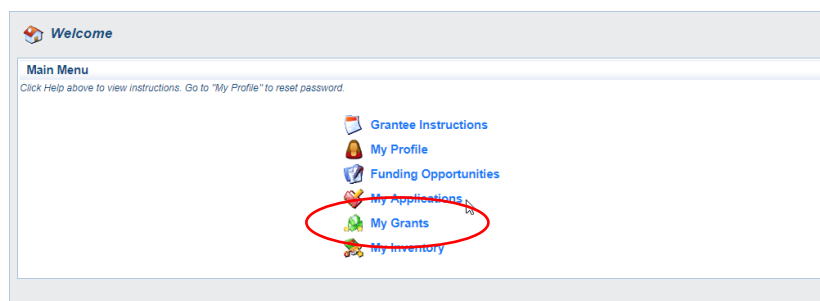 Welcome
Main Menu
Click Help above to view instructions. Go to "My Profile" to reset password.
Grantee Instructions
My Profile
Funding Opportunities
My Applications
My Grants
My Inventory